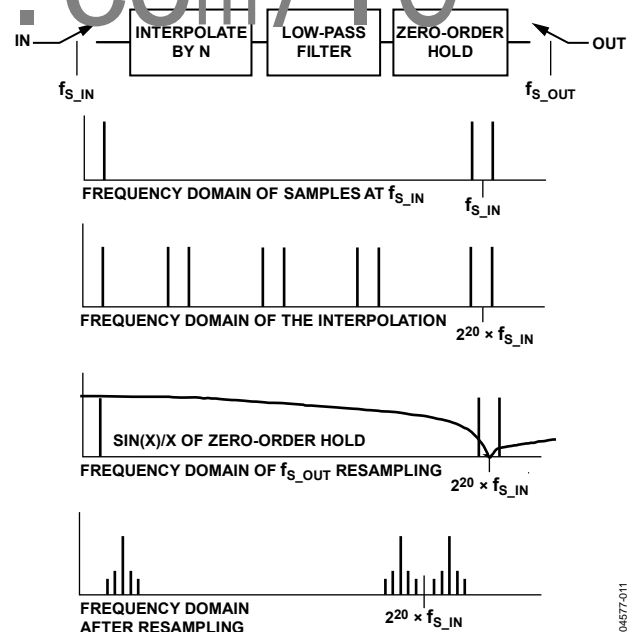 .com/70
IN
INTERPOLATE
BY N
LOW-PASS
FILTER
ZERO-ORDER
HOLD
OUT
fS_IN
fS_OUT
FREQUENCY DOMAIN OF SAMPLES AT fS_IN
fS_IN
FREQUENCY DOMAIN OF THE INTERPOLATION
2^20 × fS_IN
SIN(X)/X OF ZERO-ORDER HOLD
FREQUENCY DOMAIN OF fS_OUT RESAMPLING
2^20 × fS_IN
FREQUENCY DOMAIN
AFTER RESAMPLING
2^20 × fS_IN
04577-011